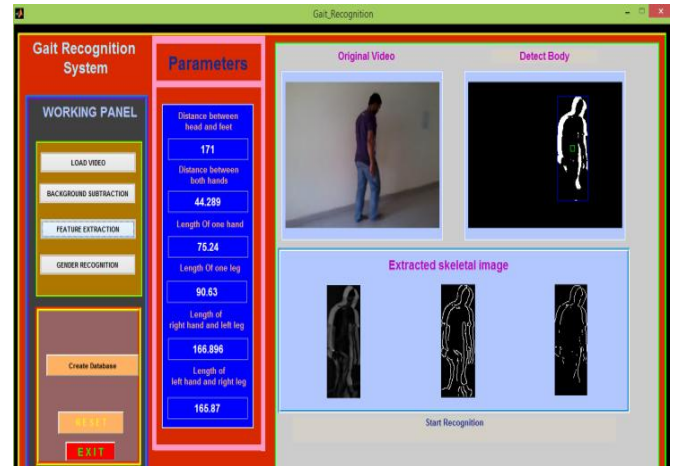 Gait_Recognition
Gait Recognition
System
WORKING PANEL
LOAD VIDEO
BACKGROUND SUBTRACTION
FEATURE EXTRACTION
GENDER RECOGNITION
Create Database
RESET
EXIT
Parameters
Distance between
head and feet
171
Distance between
both hands
44.289
Length Of one hand
75.24
Length Of one leg
90.63
Length of
right hand and left leg
166.896
Length of
left hand and right leg
165.87
Original Video
Detect Body
Extracted skeletal image
Start Recognition